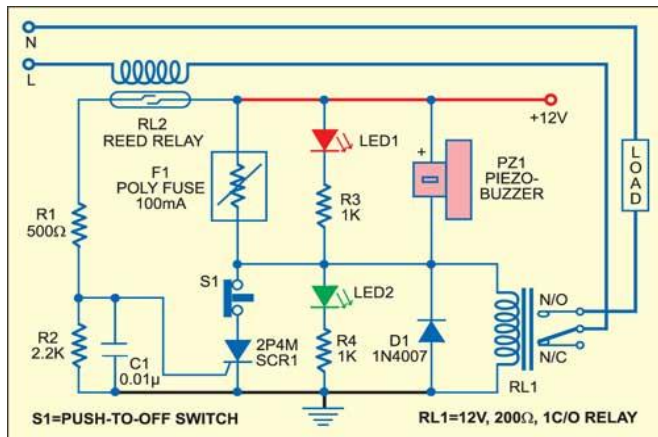 N
L
RL2
REED RELAY
+12V
LED1
F1
POLY FUSE
100mA
PZ1
PIEZO-
BUZZER
+
LOAD
R1
500Ω
R3
1K
S1
LED2
N/O
R2
2.2K
C1
0.01µ
2P4M
SCR1
R4
1K
D1
1N4007
N/C
RL1
S1=PUSH-TO-OFF SWITCH
RL1=12V, 200Ω, 1C/O RELAY